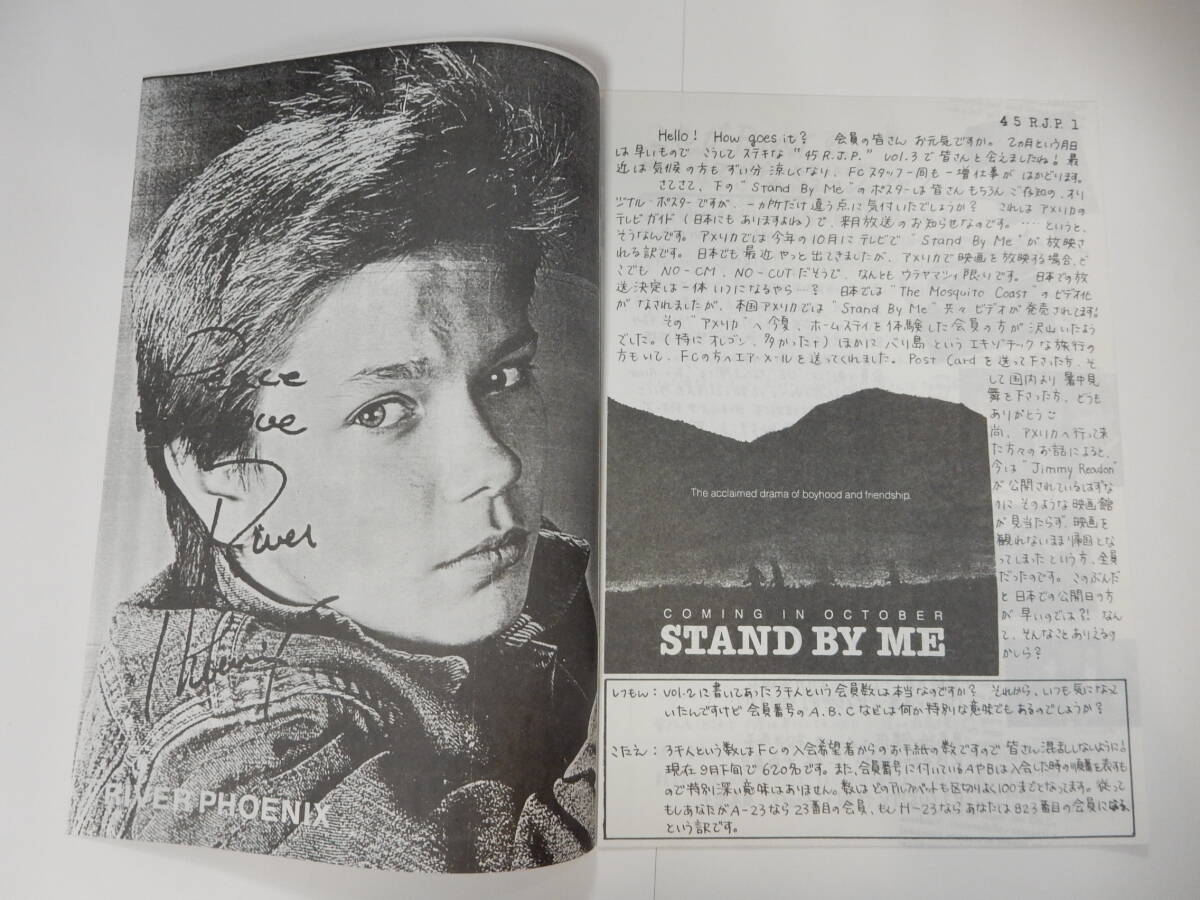 Peace
Love
River
Phoenix
RIVER PHOENIX
45 R.J.P. 1
Hello! How goes it? 会員の皆さん お元気ですか。2ヵ月という月日
は早いもので こうして ステキな "45 R.J.P." vol.3 で 皆さんと会えましたね! 最
近は 気候の方も ずい分 涼しくなり、FCスタッフ一同も 一増 仕事が はかどります。
さてさて、下の "Stand By Me" のポスターは 皆さん もちろん ご存知の、オリ
ジナル・ポスターですが、一ヵ所だけ違う点に 気付いたでしょうか? これは アメリカの
テレビガイド (日本にも ありますよね) で、来月放送の お知らせなのです。‥‥というと、
そうなんです。アメリカでは 今年の10月に テレビで "Stand By Me" が 放映さ
れる訳です。日本でも 最近 やっと 出てきましたが、アメリカで 映画を 放映する場合、ど
こでも NO-CM、NO-CUT だそうで、なんとも ウラヤマシイ限りです。日本での放
送決定は 一体 いつになるやら…? 日本では "The Mosquito Coast" の ビデオ化
が なされましたが、本国アメリカでは "Stand By Me" 共々 ビデオが 発売されてます。
その "アメリカ" へ 今夏、ホームステイを 体験した 会員の方が 沢山いたよう
でした。(特に オレゴン、多かった+) ほかに バリ島 という エキゾチックな 旅行の
方もいて、FCの方へエア・メールを 送ってくれました。Post Card を 送って下さった方、そ
して 国内より 暑中見
舞を下さった方、どうも
ありがとう
尚、アメリカへ行って来
た方々の お話によると、
今は "Jimmy Readon"
が 公開されているはずな
のに そのような 映画館
が 見当たらず、映画を
観れないまま 帰国とな
ってしまった という方、全員
だったのです。このぶんだ
と 日本での公開日の方
が 早いのでは?! なん
て、そんなこと ありえるの
かしら?
The acclaimed drama of boyhood and friendship.
COMING IN OCTOBER
STAND BY ME
しつもん: vol.2 に書いてあった 3千人という 会員数は 本当なのですか? それから、いつも 気になって
いたんですけど 会員番号の A、B、C などは 何か 特別な意味でも あるのでしょうか?
こたえ: 3千人という数は FCの 入会希望者からの お手紙の数ですので 皆さん 混乱しないように!
現在 9月下旬で 620名です。また、会員番号に付いている AやBは 入会した時の 順番を表すも
ので 特別深い意味はありません。数は どのアルファベットも 区切りよく100までとなってます。従って
もし あなたが A-23なら 23番目の会員、もし H-23なら あなたは 823番目の会員になる、
という訳です。